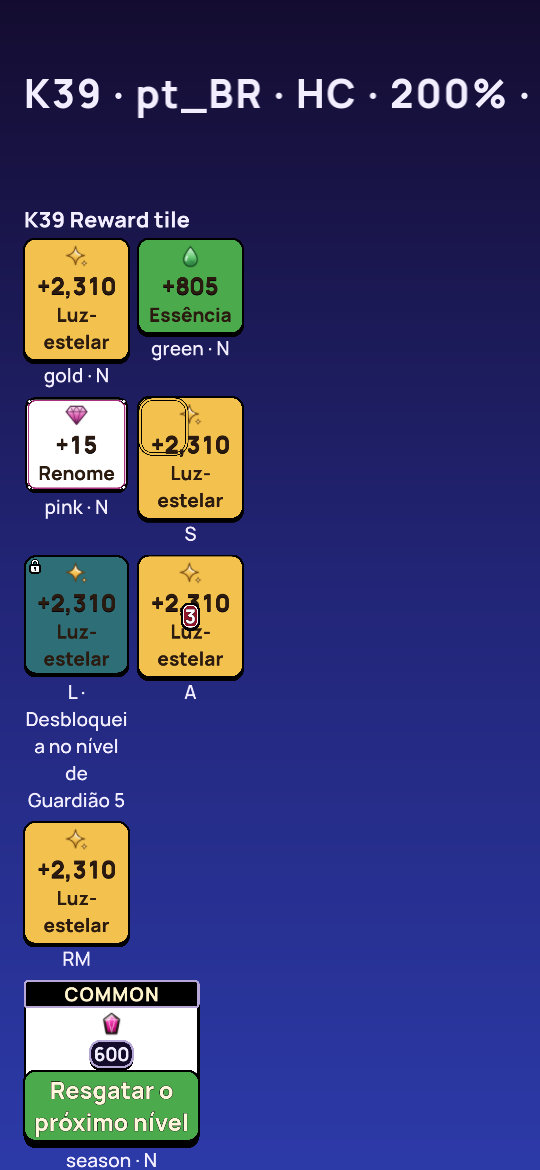 K39 · pt_BR · HC · 200% ·
K39 Reward tile
+2,310
Luz-
estelar
gold · N
+805
Essência
green · N
+15
Renome
pink · N
+2,310
Luz-
estelar
S
+2,310
Luz-
estelar
L ·
Desbloquei
a no nível
de
Guardião 5
+2,310
3
Luz-
estelar
A
+2,310
Luz-
estelar
RM
COMMON
600
Resgatar o
próximo nível
season · N